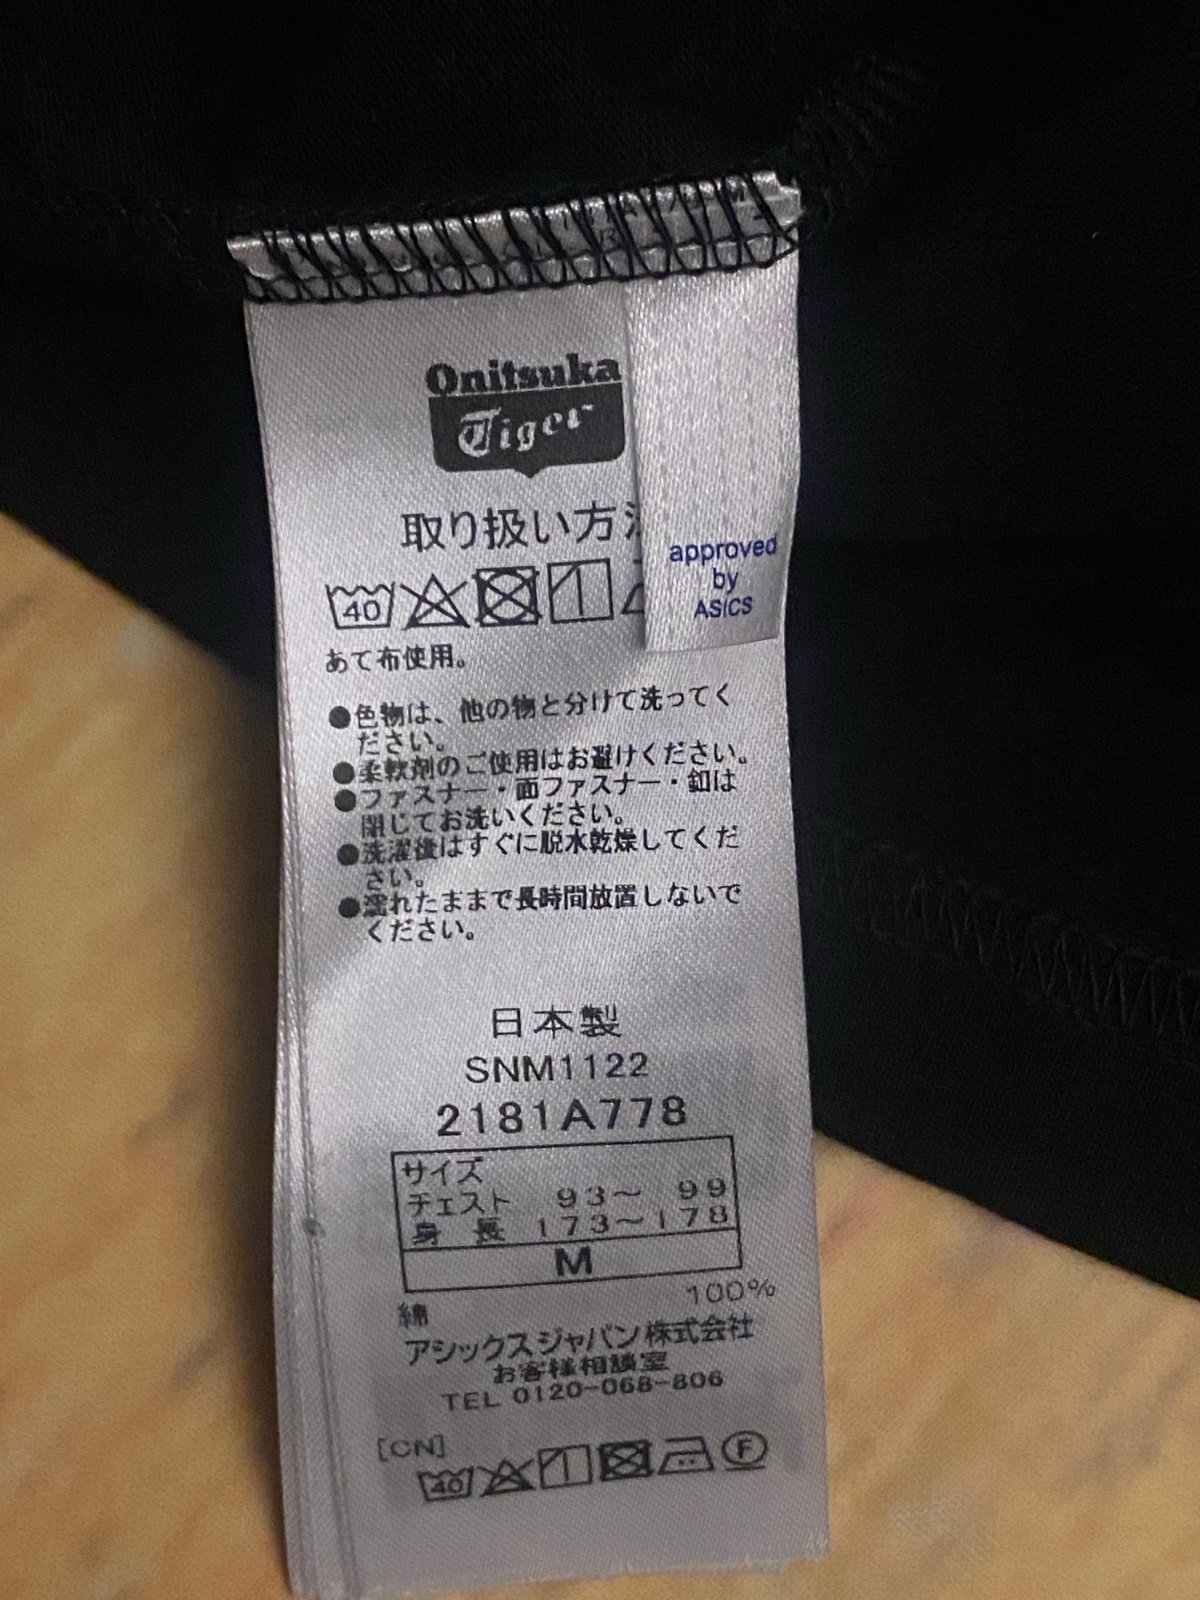 Onitsuka
Tiger
取り扱い方
approved
by
ASICS
40
あて布使用。
●色物は、他の物と分けて洗ってく
ださい。
●柔軟剤のご使用はお避けください。
●ファスナー・面ファスナー・釦は
閉じてお洗いください。
●洗濯後はすぐに脱水乾燥してくだ
さい。
●濡れたままで長時間放置しないで
ください。
日本製
SNM1122
2181A778
サイズ
チェスト 93～ 99
身 長 173～178
M
綿 100%
アシックスジャパン株式会社
お客様相談室
TEL 0120-068-806
[CN]
40 F